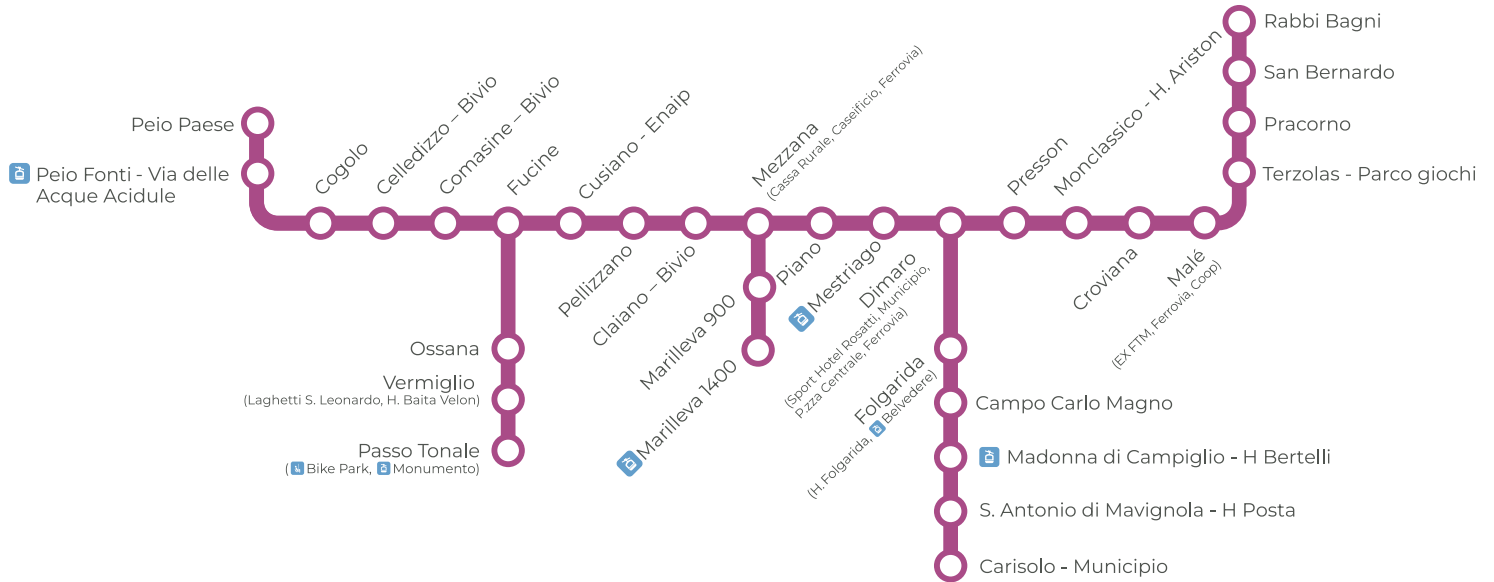 Peio Paese
Peio Fonti - Via delle
Acque Acidule
Cogolo
Celledizzo – Bivio
Comasine – Bivio
Fucine
Ossana
Vermiglio
(Laghetti S. Leonardo, H. Baita Velon)
Passo Tonale
(Bike Park, Monumento)
Cusiano - Enaip
Pellizzano
Claiano – Bivio
Mezzana
(Cassa Rurale, Caseificio, Ferrovia)
Marilleva 900
Marilleva 1400
Piano
Mestriago
Dimaro
(Sport Hotel Rosatti, Municipio,
P.zza Centrale, Ferrovia)
Folgarida
(H. Folgarida, Belvedere)
Campo Carlo Magno
Madonna di Campiglio - H Bertelli
S. Antonio di Mavignola - H Posta
Carisolo - Municipio
Presson
Monclassico - H. Ariston
Croviana
Malé
(EX FTM, Ferrovia, Coop)
Terzolas - Parco giochi
Pracorno
San Bernardo
Rabbi Bagni